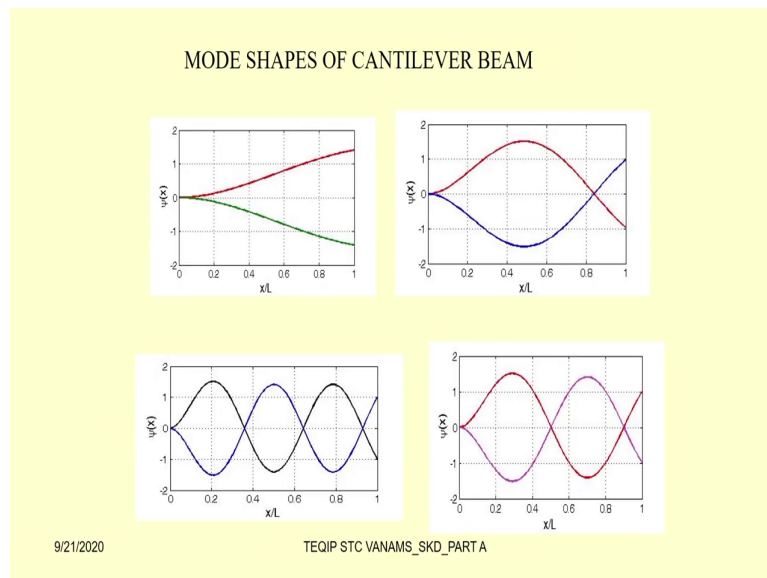 MODE SHAPES OF CANTILEVER BEAM
2
1
0
-1
-2
ψ(x)
0 0.2 0.4 0.6 0.8 1
x/L
2
1
0
-1
-2
ψ(x)
0 0.2 0.4 0.6 0.8 1
x/L
2
1
0
-1
-2
ψ(x)
0 0.2 0.4 0.6 0.8 1
x/L
2
1
0
-1
-2
ψ(x)
0 0.2 0.4 0.6 0.8 1
x/L
9/21/2020 TEQIP STC VANAMS_SKD_PART A